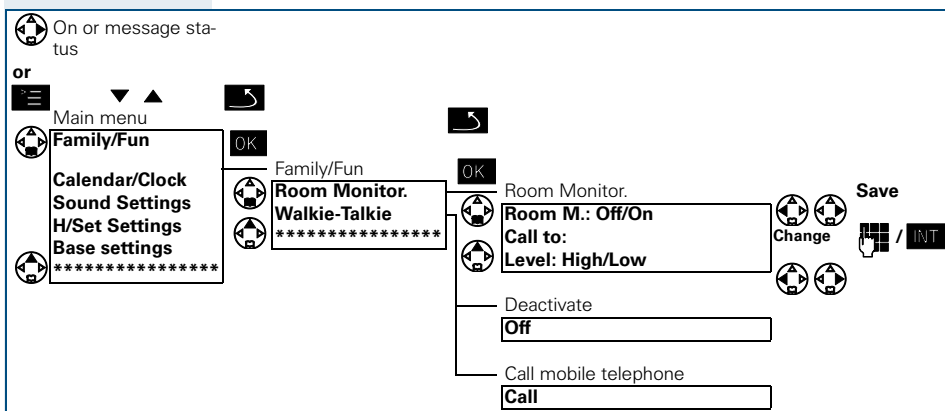 On or message sta-
tus
or
Main menu
Family/Fun
Calendar/Clock
Sound Settings
H/Set Settings
Base settings
****************
OK
Family/Fun
Room Monitor.
Walkie-Talkie
****************
OK
Room Monitor.
Room M.: Off/On
Call to:
Level: High/Low
Change
Save
/ INT
Deactivate
Off
Call mobile telephone
Call